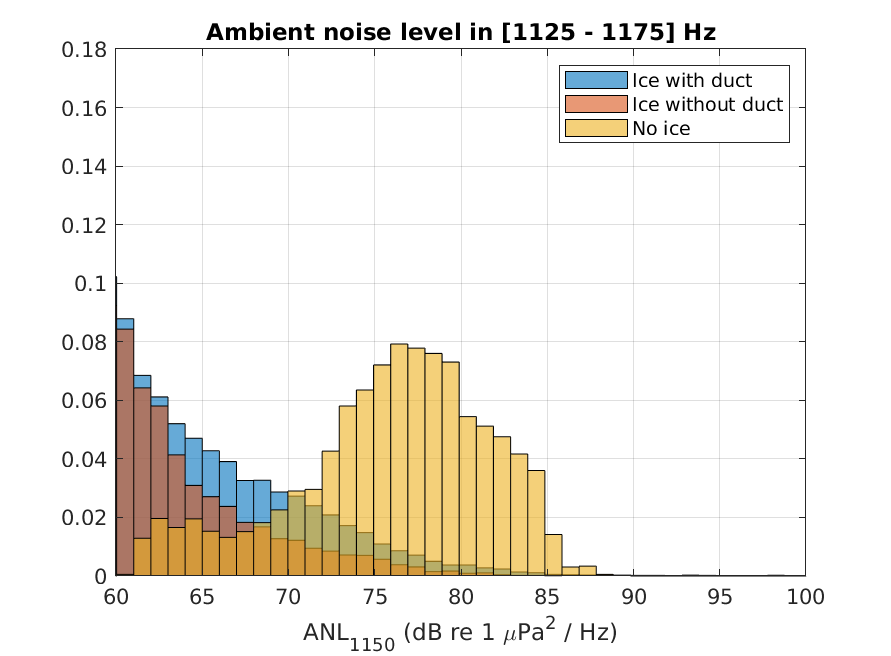 Ambient noise level in [1125 - 1175] Hz
0.18
0.16
0.14
0.12
0.1
0.08
0.06
0.04
0.02
0
Ice with duct
Ice without duct
No ice
60 65 70 75 80 85 90 95 100
ANL₁₁₅₀ (dB re 1 μPa² / Hz)